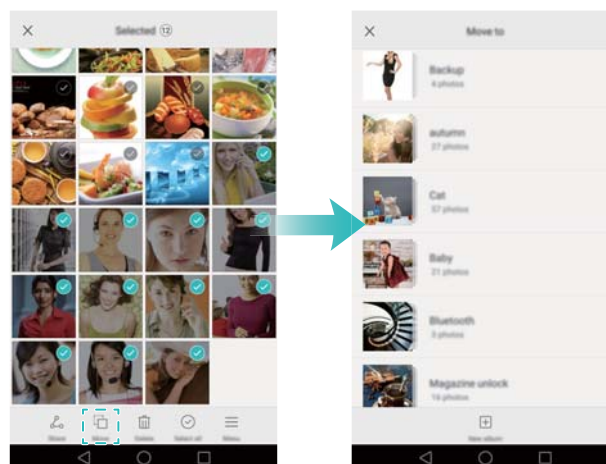 Selected 12
Share
Move
Delete
Select all
Menu
Move to
Backup
4 photos
autumn
27 photos
Cat
57 photos
Baby
21 photos
Bluetooth
3 photos
Magazine unlock
16 photos
New album